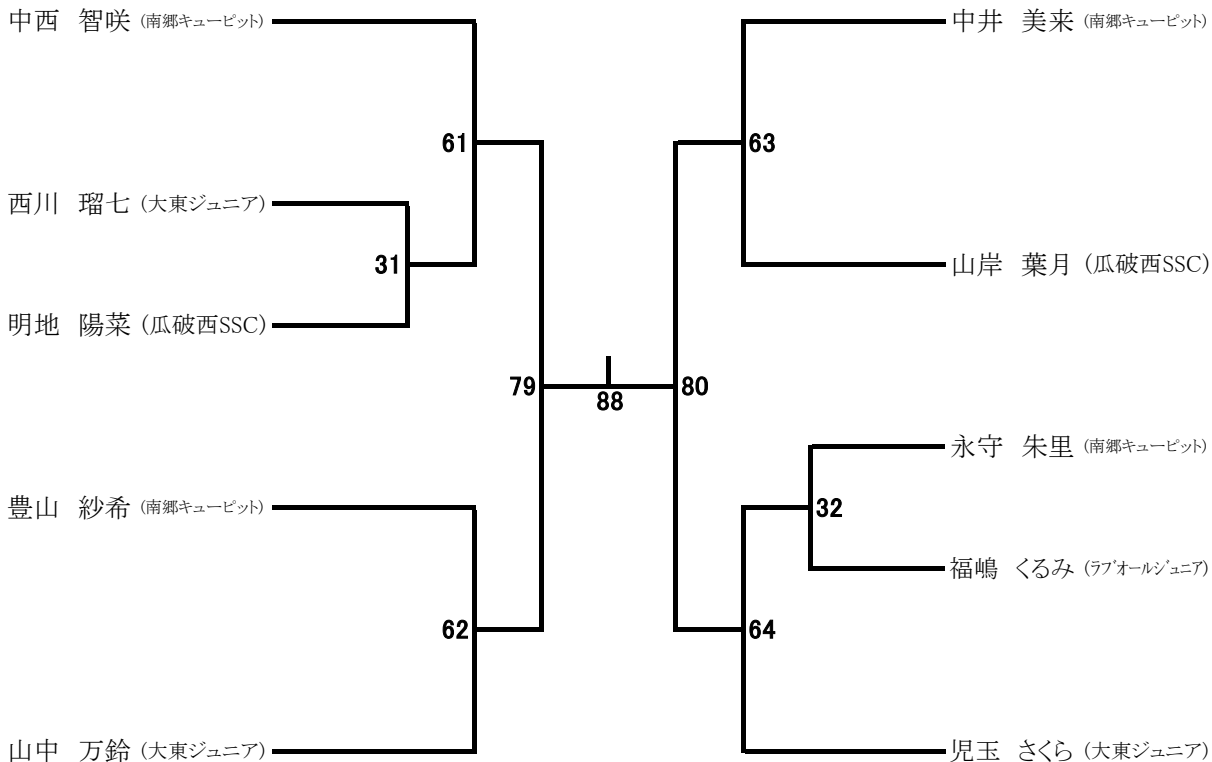 中西 智咲 (南郷キューピット)
61
西川 瑠七 (大東ジュニア)
31
明地 陽菜 (瓜破西SSC)
79
豊山 紗希 (南郷キューピット)
62
山中 万鈴 (大東ジュニア)
88
中井 美来 (南郷キューピット)
63
山岸 葉月 (瓜破西SSC)
80
永守 朱里 (南郷キューピット)
32
福嶋 くるみ (ラブオールジュニア)
64
児玉 さくら (大東ジュニア)